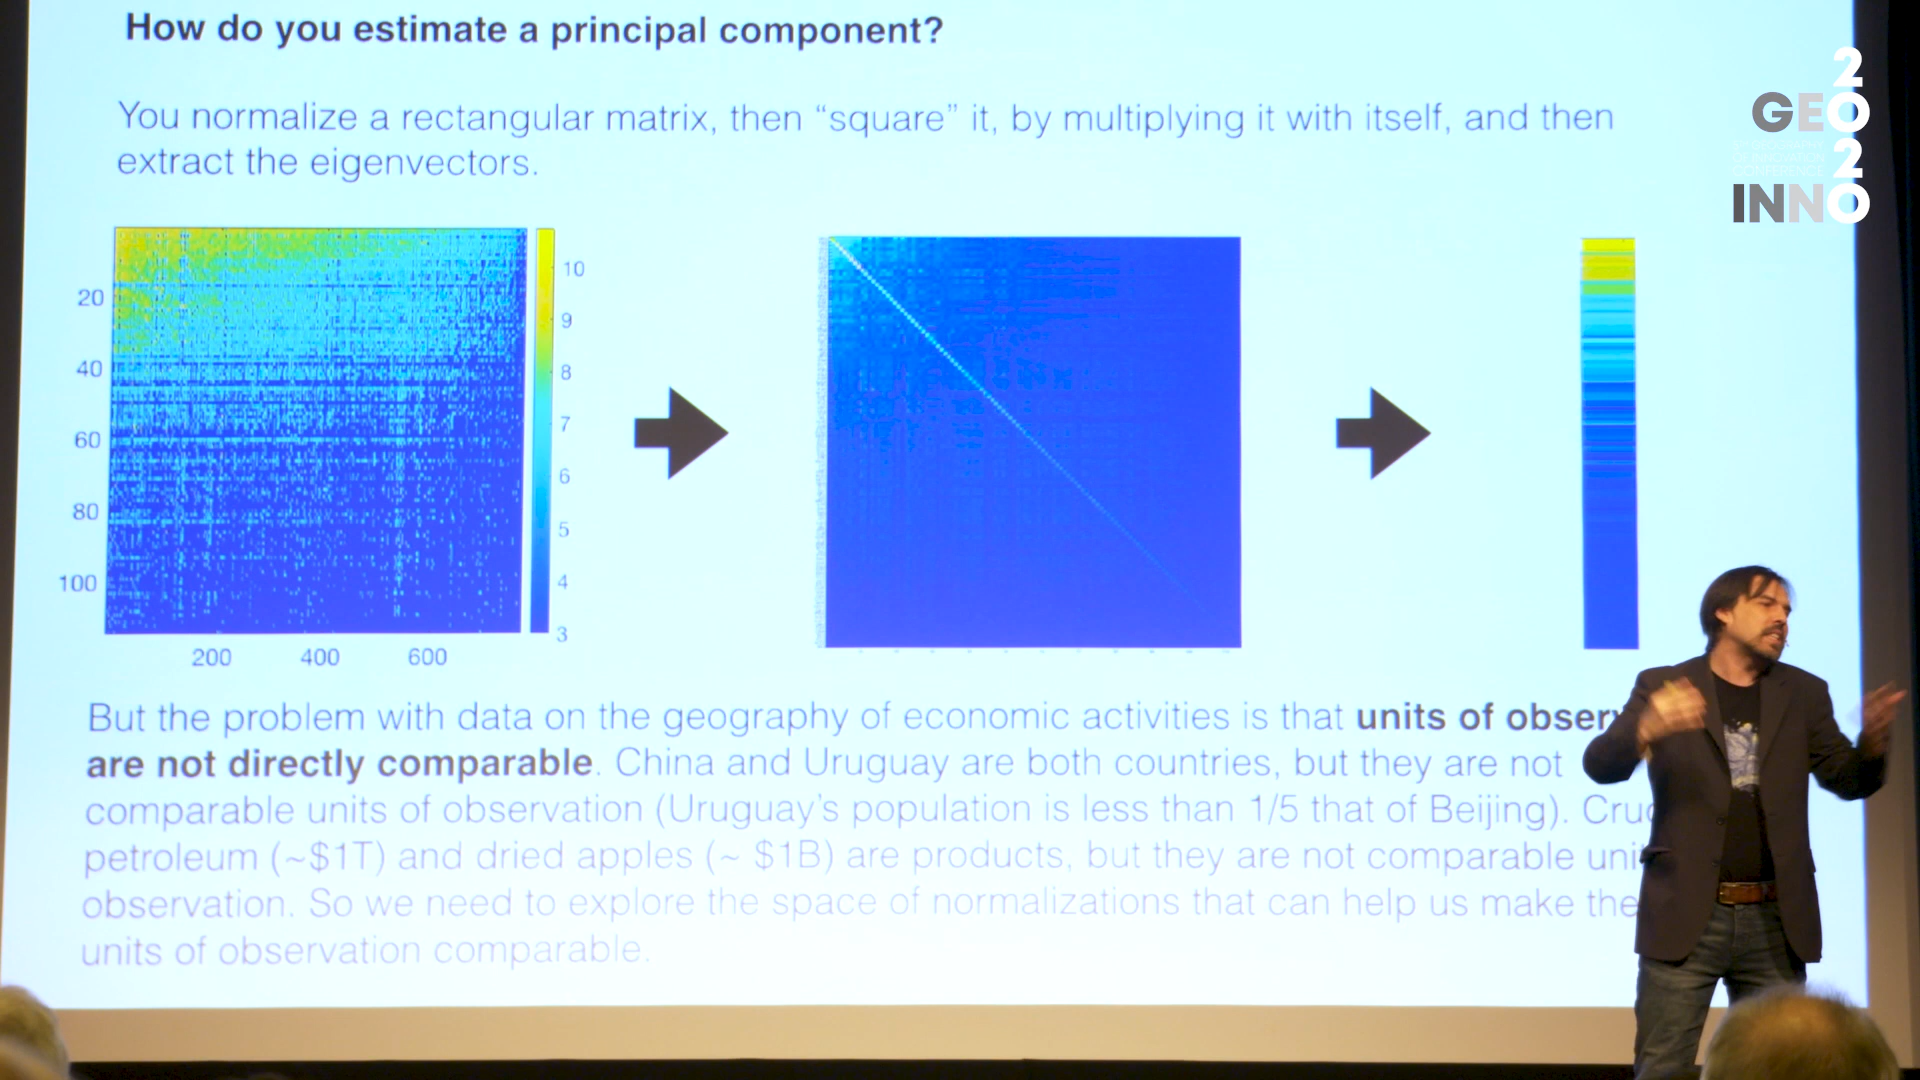 How do you estimate a principal component?
You normalize a rectangular matrix, then “square” it, by multiplying it with itself, and then
extract the eigenvectors.
20
40
60
80
100
200 400 600
10
9
8
7
6
5
4
3
But the problem with data on the geography of economic activities is that units of obser
are not directly comparable. China and Uruguay are both countries, but they are not
comparable units of observation (Uruguay’s population is less than 1/5 that of Beijing). Cru
petroleum (~$1T) and dried apples (~ $1B) are products, but they are not comparable uni
observation. So we need to explore the space of normalizations that can help us make the
units of observation comparable.
GEO
INNO
2020
GEOGRAPHY
OF INNOVATION
CONFERENCE